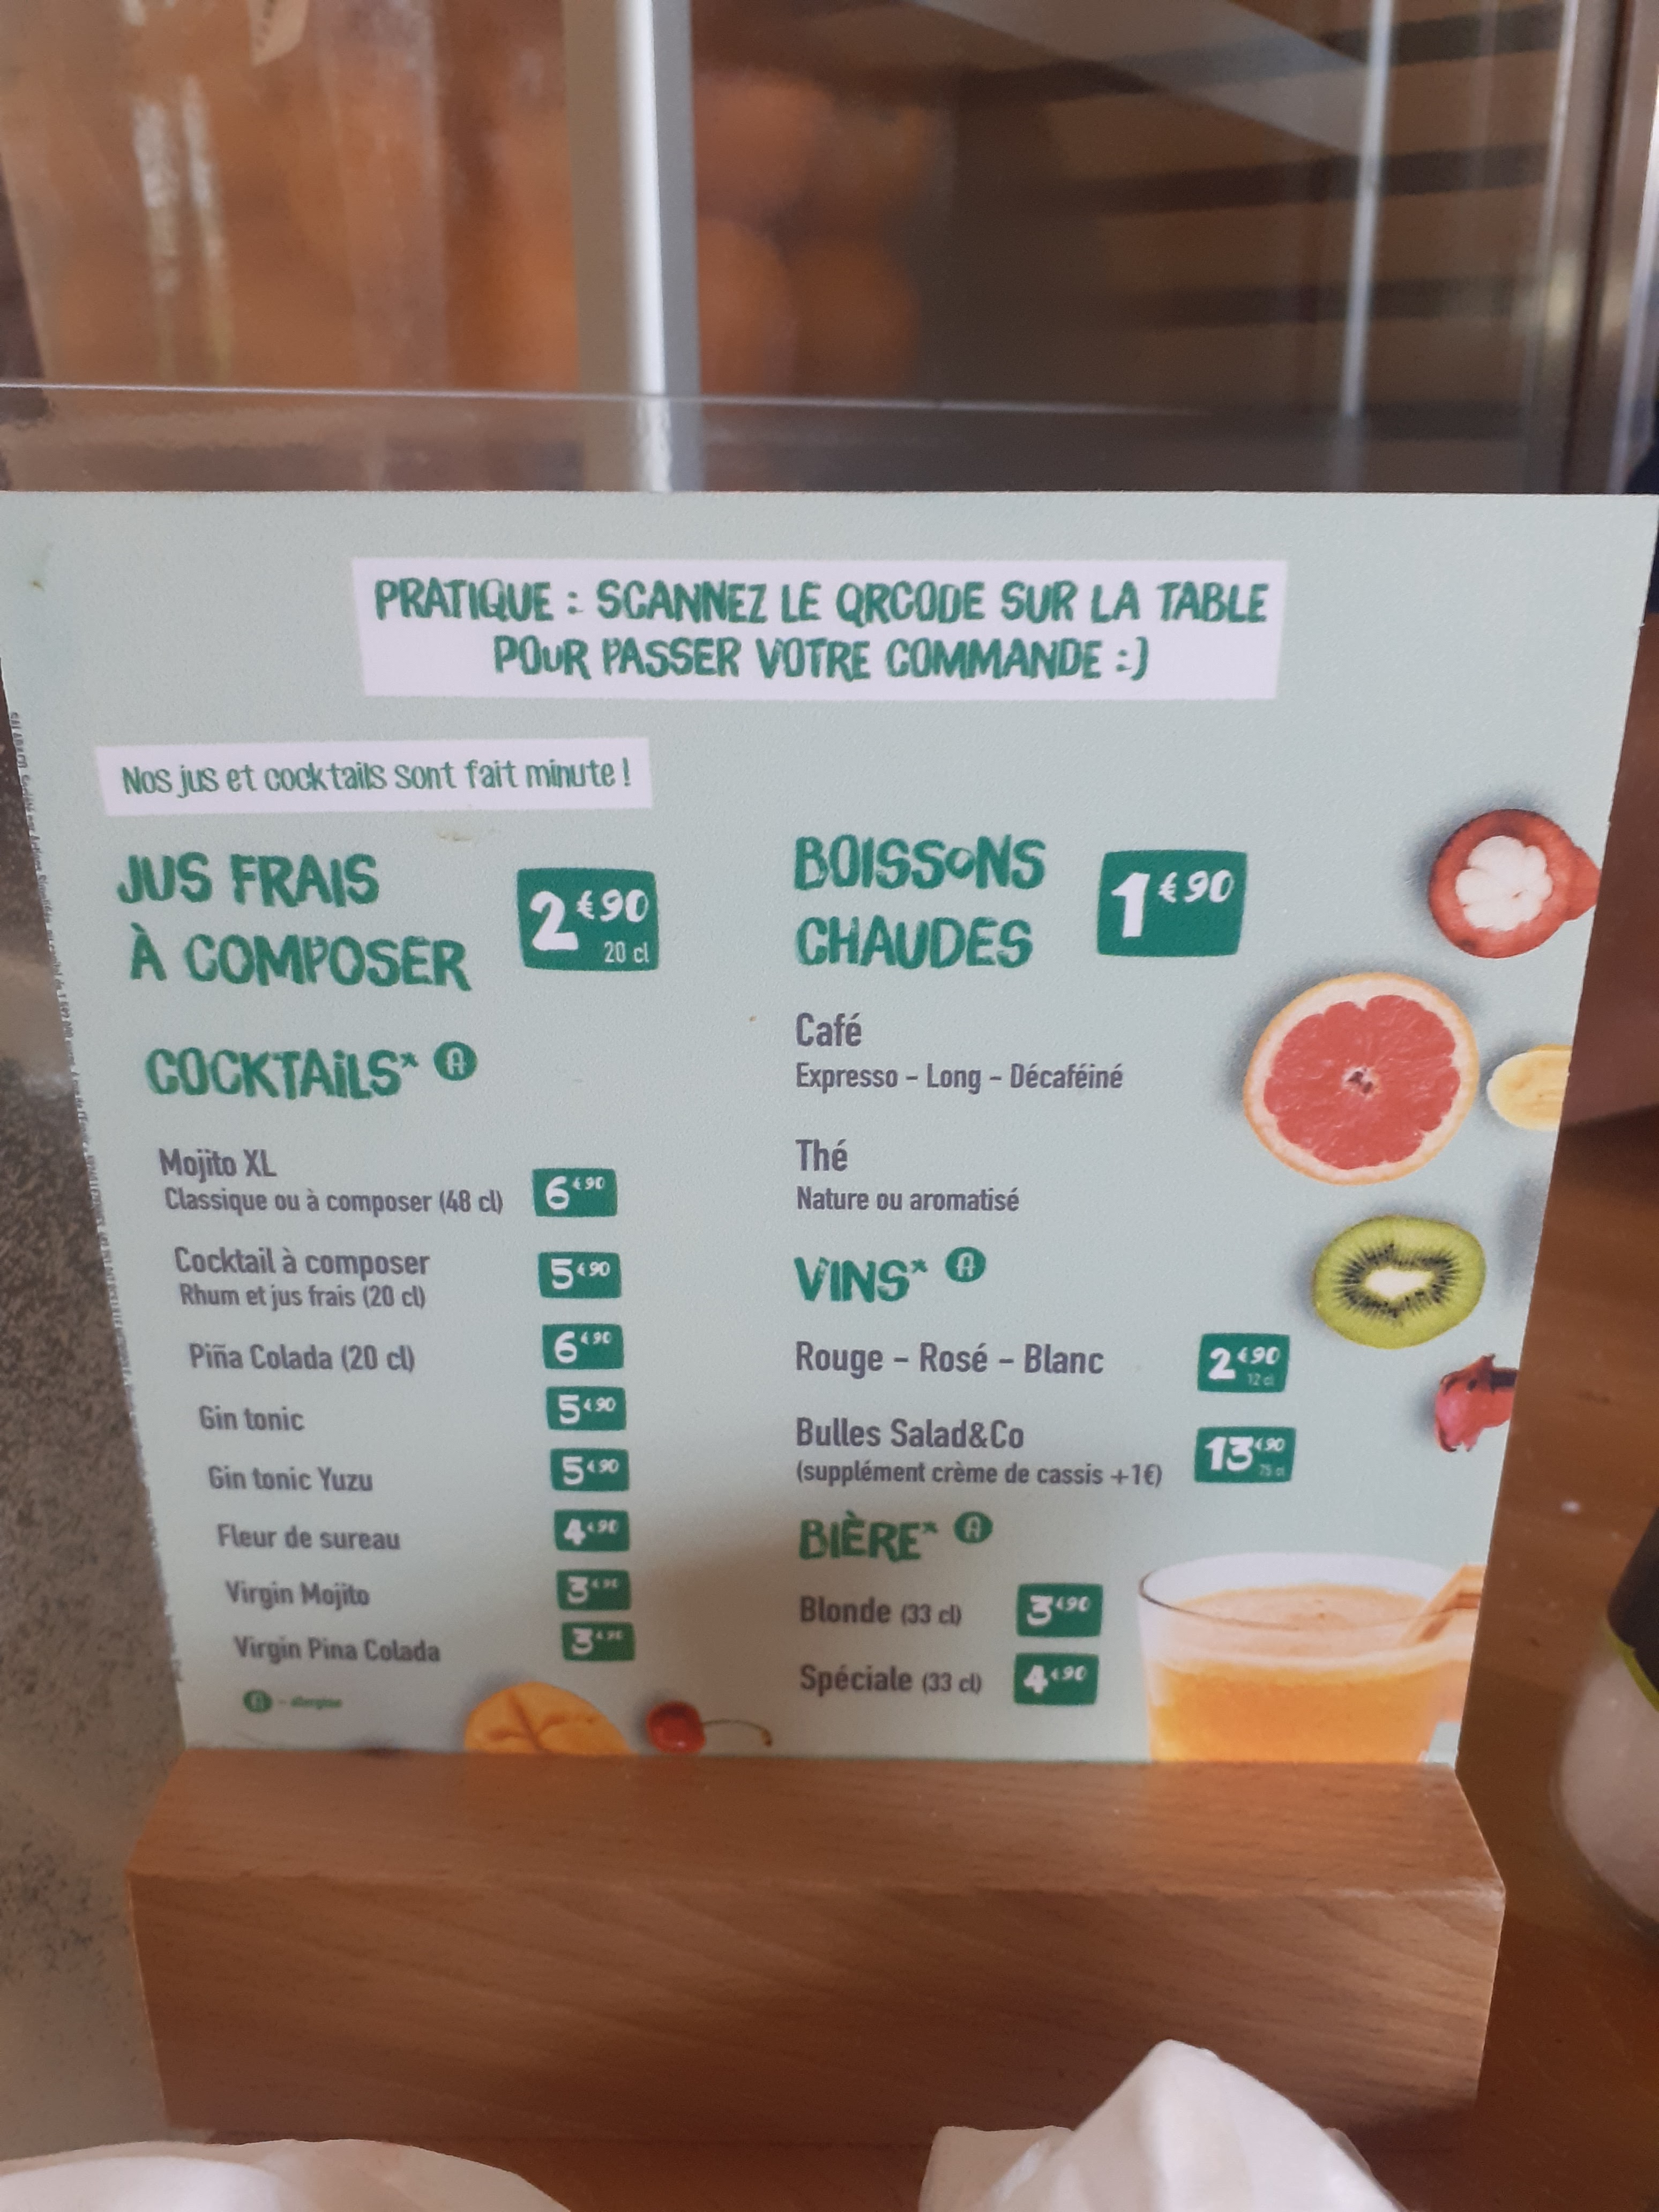 PRATIQUE : SCANNEZ LE QRCODE SUR LA TABLE
POUR PASSER VOTRE COMMANDE :)
Nos jus et cocktails sont fait minute !
JUS FRAIS
À COMPOSER
2€90
20 cl
COCKTAiLS* A
Mojito XL
Classique ou à composer (48 cl) 6€90
Cocktail à composer
Rhum et jus frais (20 cl)
5€90
Piña Colada (20 cl) 6€90
Gin tonic 5€90
Gin tonic Yuzu 5€90
Fleur de sureau 4€90
Virgin Mojito 3€90
Virgin Pina Colada 3€90
A - allergène
BOISSONS
CHAUDES
1€90
Café
Expresso – Long – Décaféiné
Thé
Nature ou aromatisé
VINS* A
Rouge – Rosé – Blanc 2€90
12 cl
Bulles Salad&Co
(supplément crème de cassis +1€)
13€90
75 cl
BIÈRE* A
Blonde (33 cl) 3€90
Spéciale (33 cl) 4€90